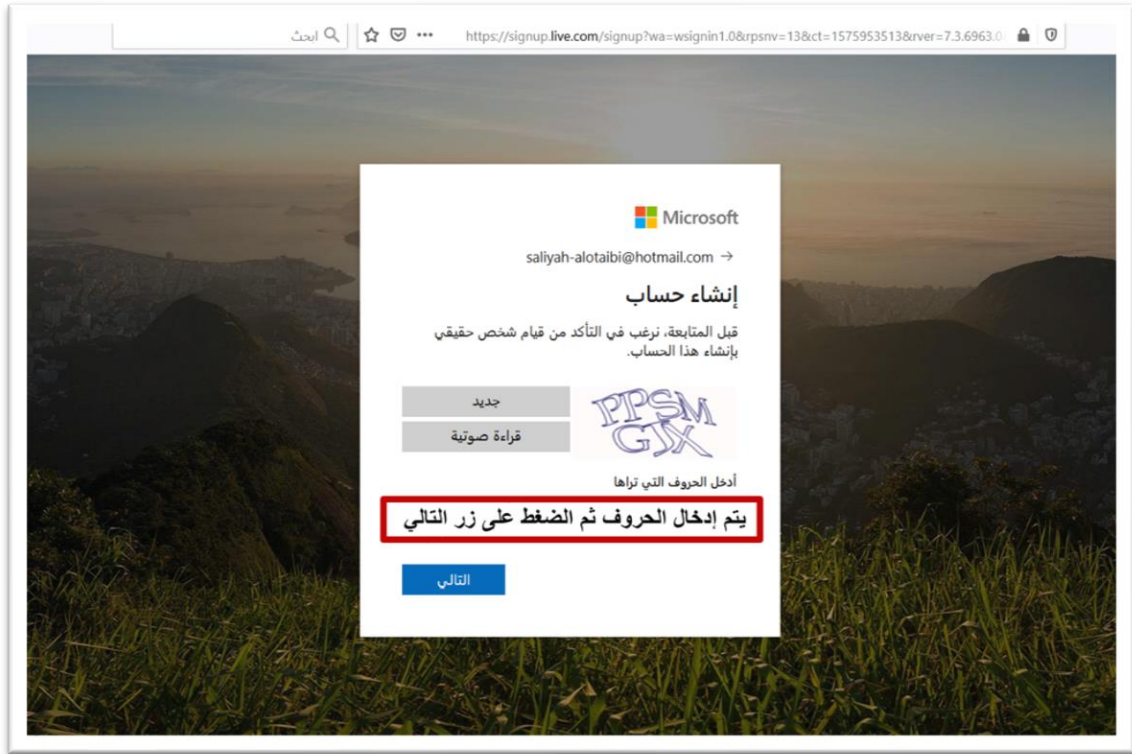 ابحث
https://signup.live.com/signup?wa=wsignin1.0&rpsnv=13&ct=1575953513&rver=7.3.6963.0
Microsoft
saliyah-alotaibi@hotmail.com
إنشاء حساب
قبل المتابعة، نرغب في التأكد من قيام شخص حقيقي
بإنشاء هذا الحساب.
PPSM
GJX
جديد
قراءة صوتية
أدخل الحروف التي تراها
يتم إدخال الحروف ثم الضغط على زر التالي
التالي